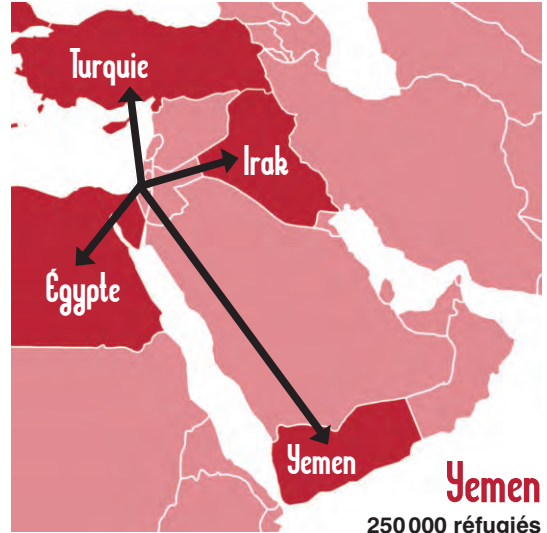 Turquie
Irak
Égypte
Yemen
Yemen
250 000 réfugiés